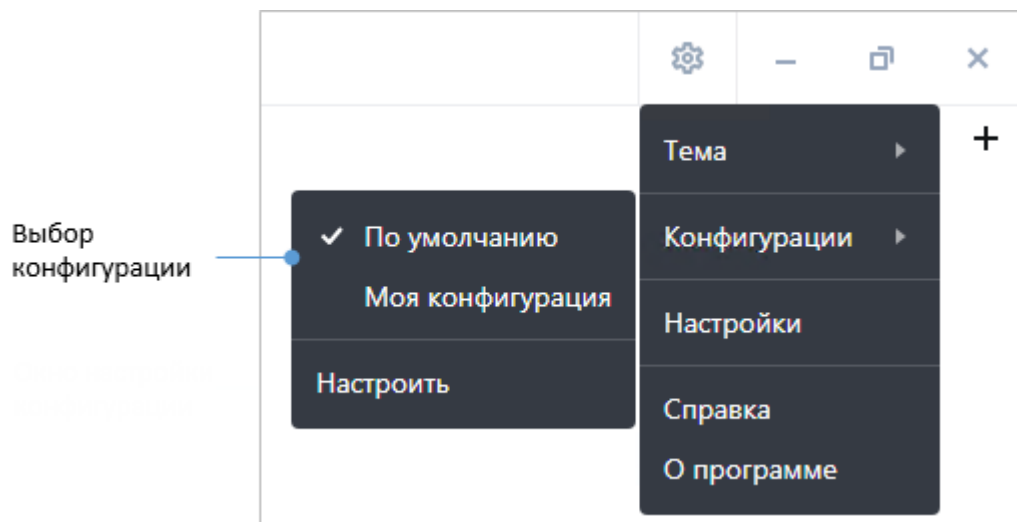 Тема
Выбор
конфигурации
По умолчанию
Моя конфигурация
Настроить
Конфигурации
Настройки
Справка
О программе